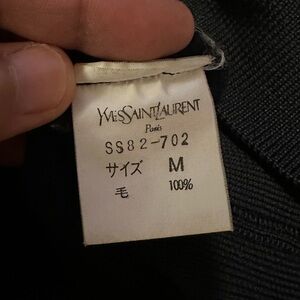 YVESSAINTLAURENT
Paris
SS82-702
サイズ M
毛 100%